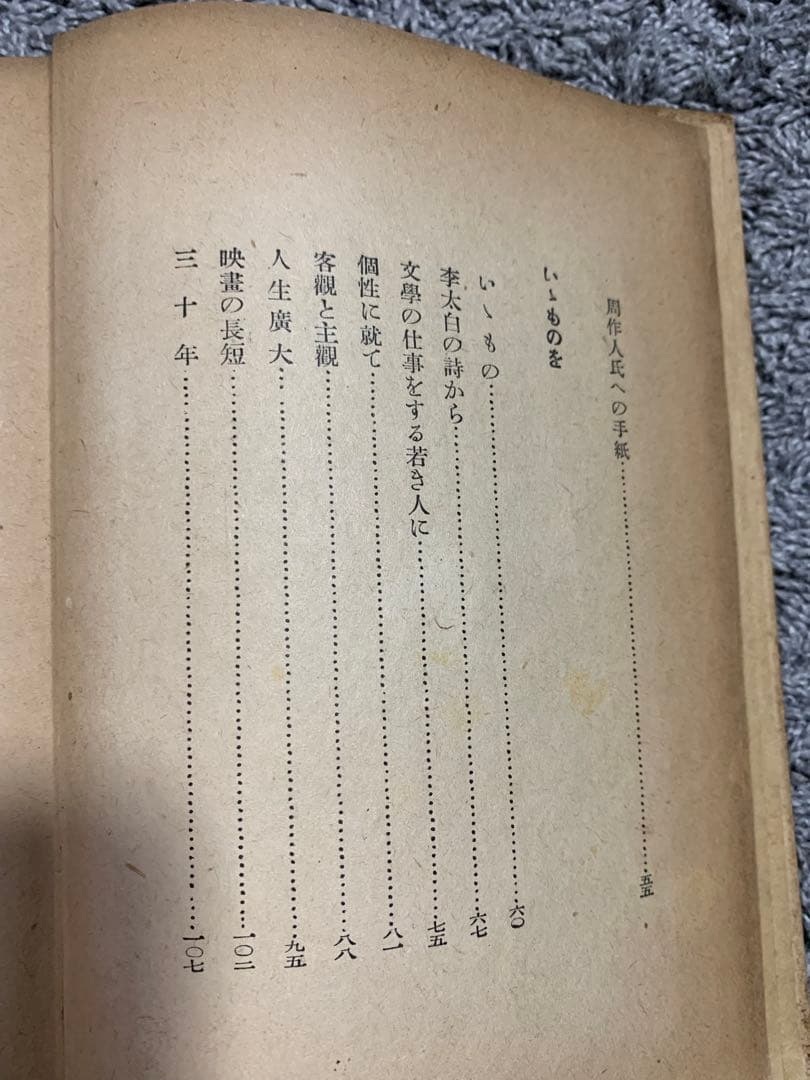 周作人氏への手紙……………………………………五五
いゝものを
いゝもの……………………………………六〇
李太白の詩から……………………………………六七
文學の仕事をする若き人に……………………………………七五
個性に就て……………………………………八一
客觀と主觀……………………………………八八
人生廣大……………………………………九五
映畫の長短……………………………………一〇二
三十年……………………………………一〇七